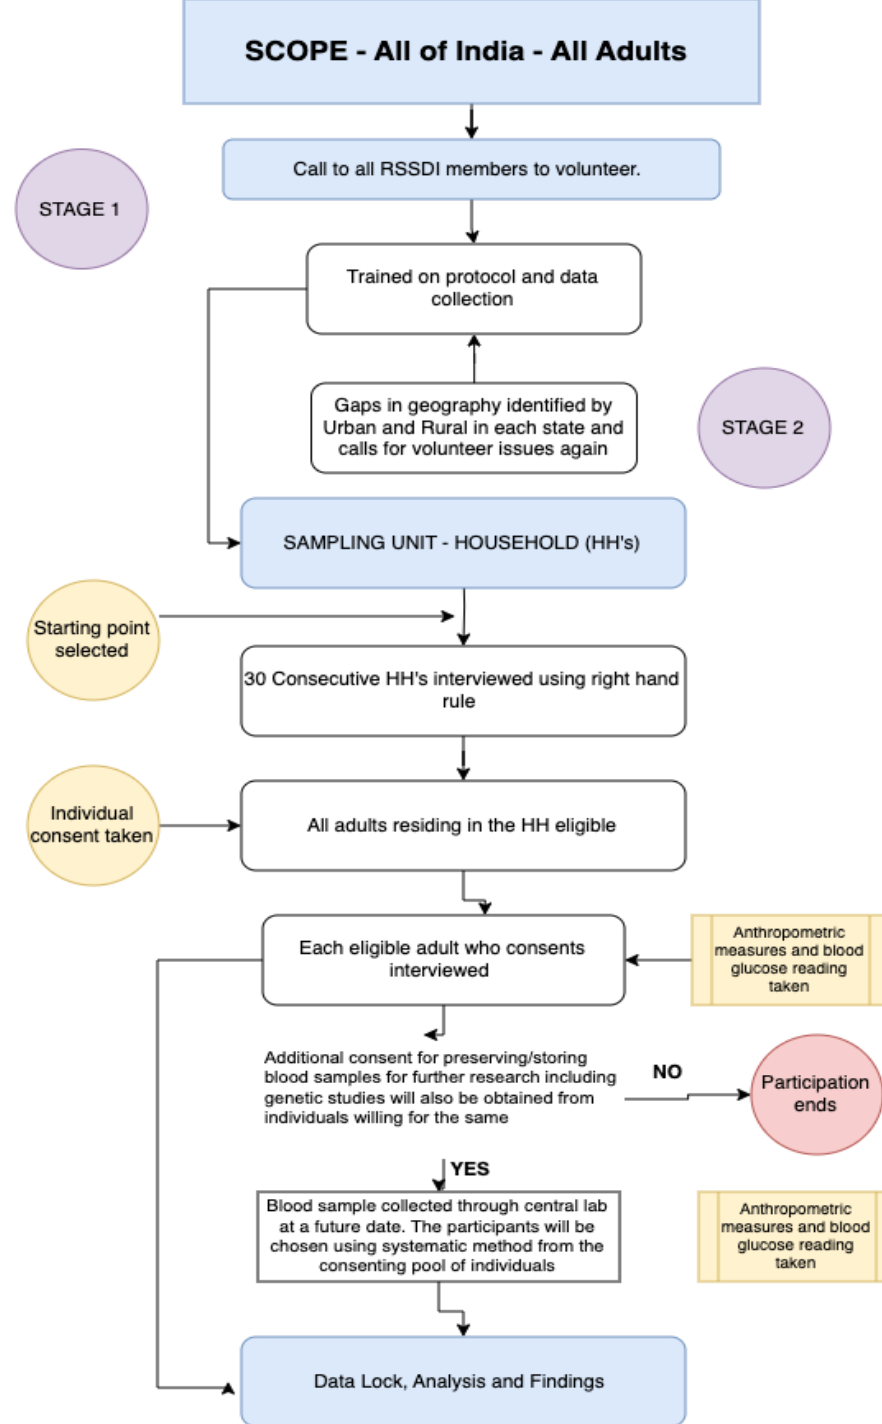 SCOPE - All of India - All Adults
Call to all RSSDI members to volunteer.
STAGE 1
Trained on protocol and data
collection
Gaps in geography identified by
Urban and Rural in each state and
calls for volunteer issues again
STAGE 2
SAMPLING UNIT - HOUSEHOLD (HH's)
Starting point
selected
30 Consecutive HH's interviewed using right hand
rule
Individual
consent taken
All adults residing in the HH eligible
Each eligible adult who consents
interviewed
Anthropometric
measures and blood
glucose reading
taken
Additional consent for preserving/storing
blood samples for further research including
genetic studies will also be obtained from
individuals willing for the same
NO
Participation
ends
YES
Blood sample collected through central lab
at a future date. The participants will be
chosen using systematic method from the
consenting pool of individuals
Anthropometric
measures and blood
glucose reading
taken
Data Lock, Analysis and Findings